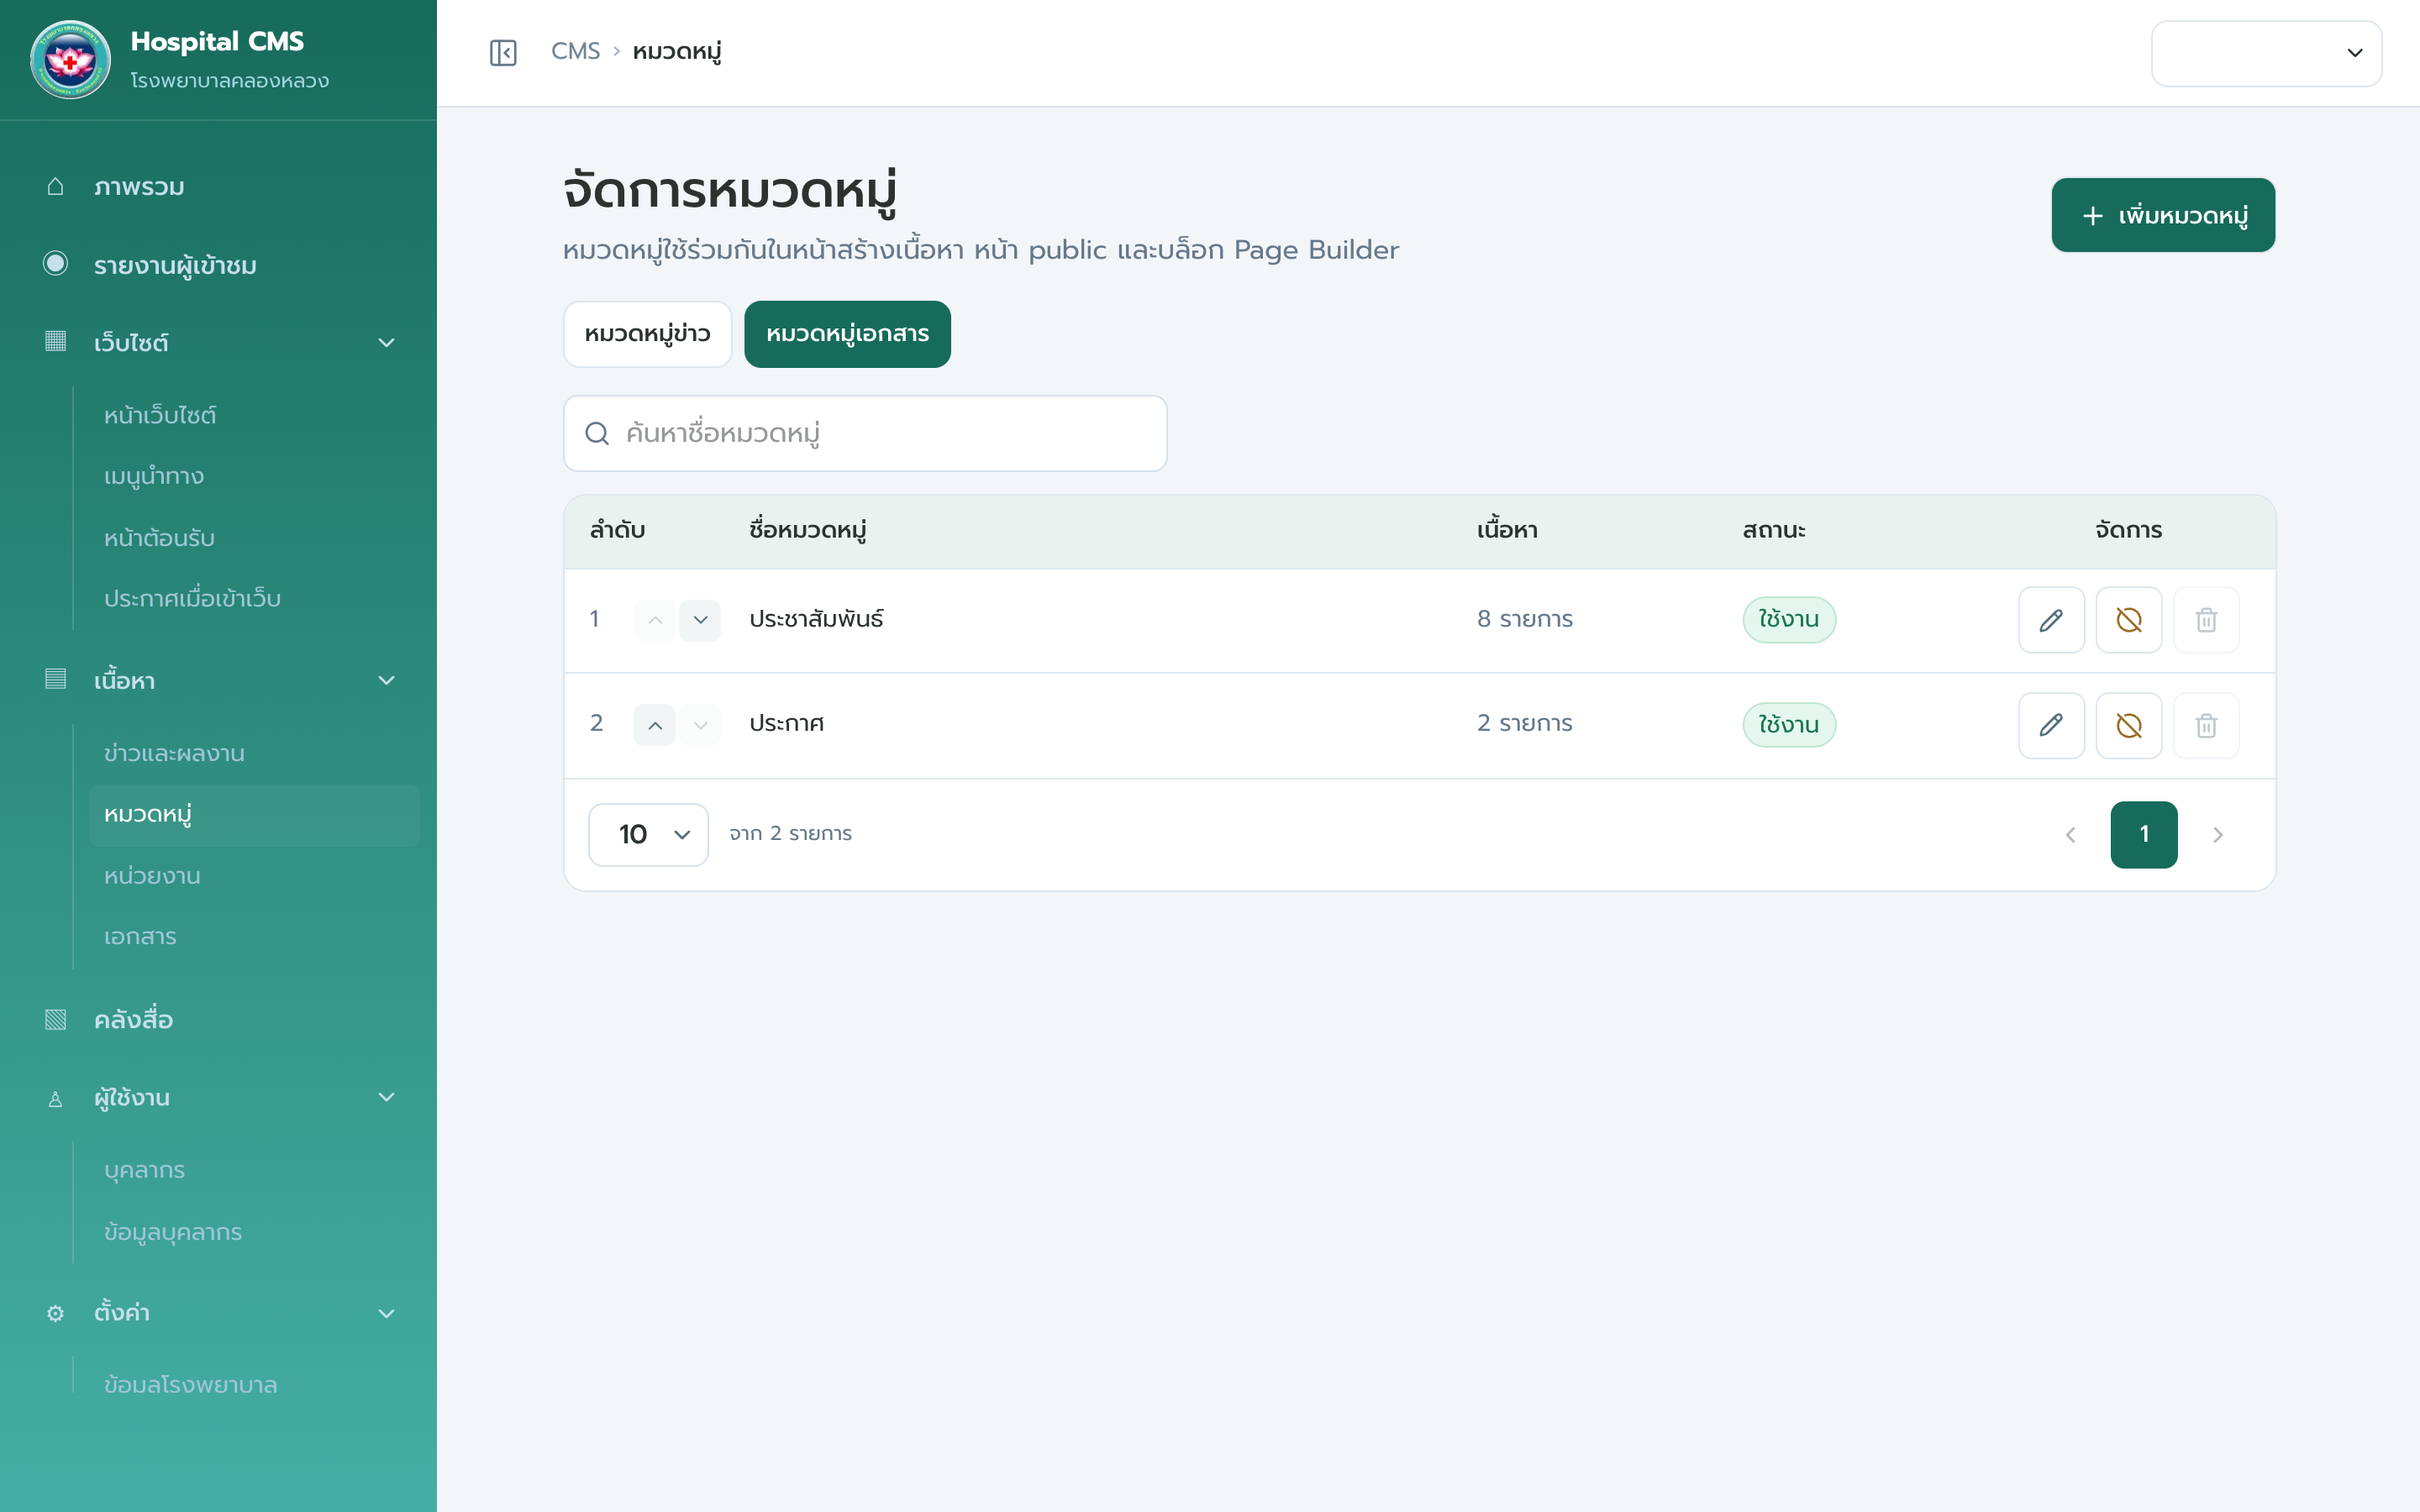 Hospital CMS
โรงพยาบาลคลองหลวง
ภาพรวม
รายงานผู้เข้าชม
เว็บไซต์
หน้าเว็บไซต์
เมนูนำทาง
หน้าต้อนรับ
ประกาศเมื่อเข้าเว็บ
เนื้อหา
ข่าวและผลงาน
หมวดหมู่
หน่วยงาน
เอกสาร
คลังสื่อ
ผู้ใช้งาน
บุคลากร
ข้อมูลบุคลากร
ตั้งค่า
ข้อมูลโรงพยาบาล
CMS › หมวดหมู่
จัดการหมวดหมู่
หมวดหมู่ใช้ร่วมกันในหน้าสร้างเนื้อหา หน้า public และบล็อก Page Builder
+ เพิ่มหมวดหมู่
หมวดหมู่ข่าว หมวดหมู่เอกสาร
ค้นหาชื่อหมวดหมู่
ลำดับ ชื่อหมวดหมู่ เนื้อหา สถานะ จัดการ
1 ประชาสัมพันธ์ 8 รายการ ใช้งาน
2 ประกาศ 2 รายการ ใช้งาน
10 จาก 2 รายการ 1